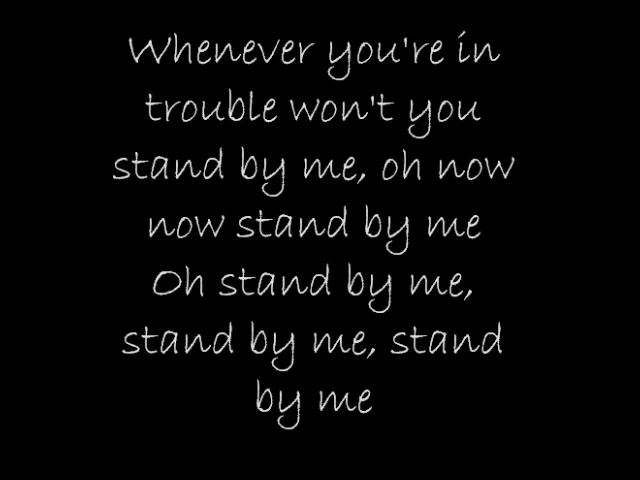 Whenever you're in
trouble won't you
stand by me, oh now
now stand by me
Oh stand by me,
stand by me, stand
by me